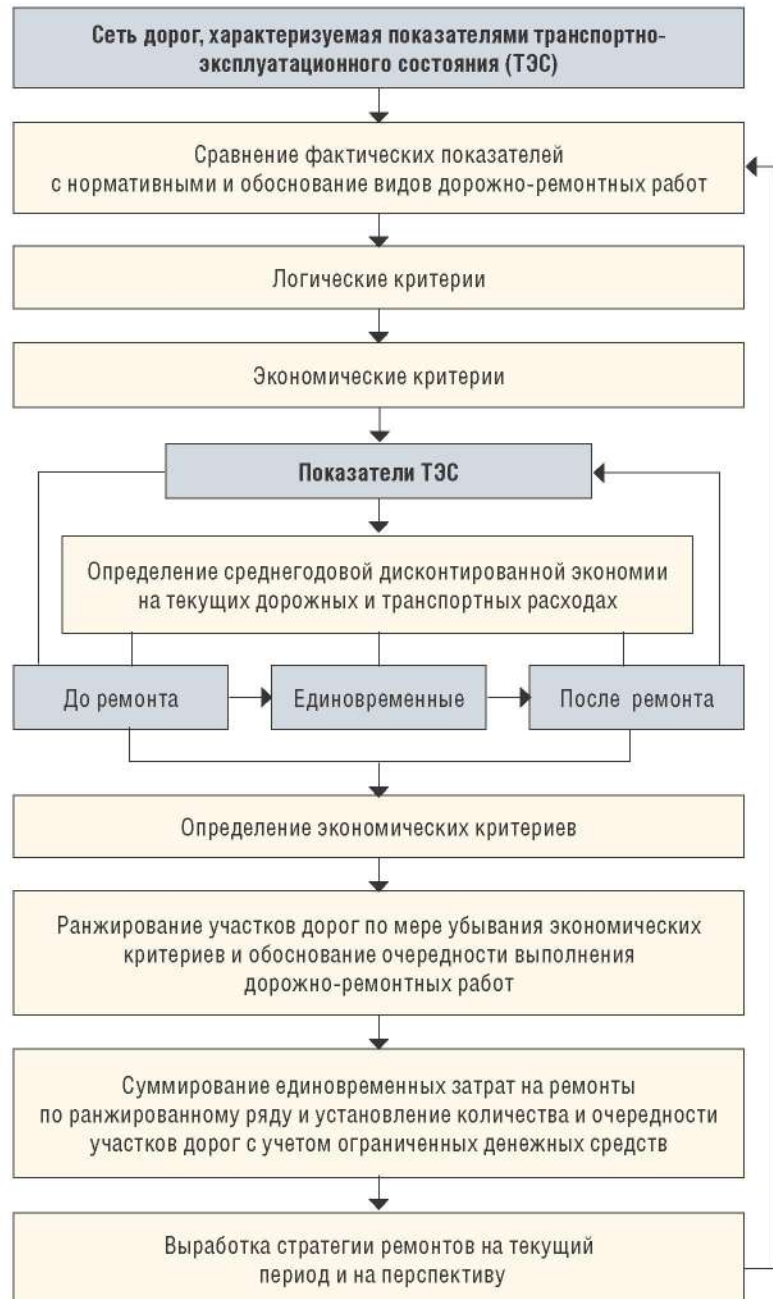 Сеть дорог, характеризуемая показателями транспортно-
эксплуатационного состояния (ТЭС)
Сравнение фактических показателей
с нормативными и обоснование видов дорожно-ремонтных работ
Логические критерии
Экономические критерии
Показатели ТЭС
Определение среднегодовой дисконтированной экономии
на текущих дорожных и транспортных расходах
До ремонта
Единовременные
После ремонта
Определение экономических критериев
Ранжирование участков дорог по мере убывания экономических
критериев и обоснование очередности выполнения
дорожно-ремонтных работ
Суммирование единовременных затрат на ремонты
по ранжированному ряду и установление количества и очередности
участков дорог с учетом ограниченных денежных средств
Выработка стратегии ремонтов на текущий
период и на перспективу